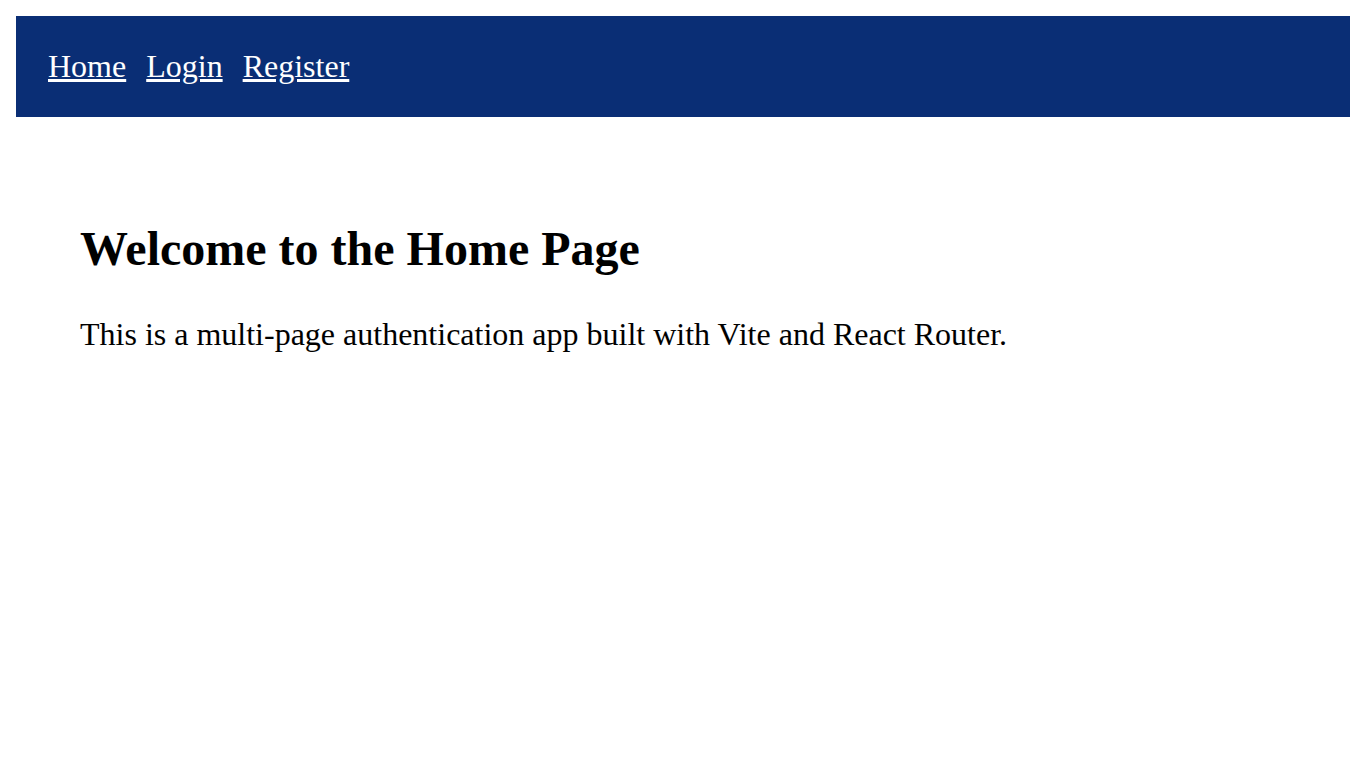 Home Login Register
Welcome to the Home Page
This is a multi-page authentication app built with Vite and React Router.